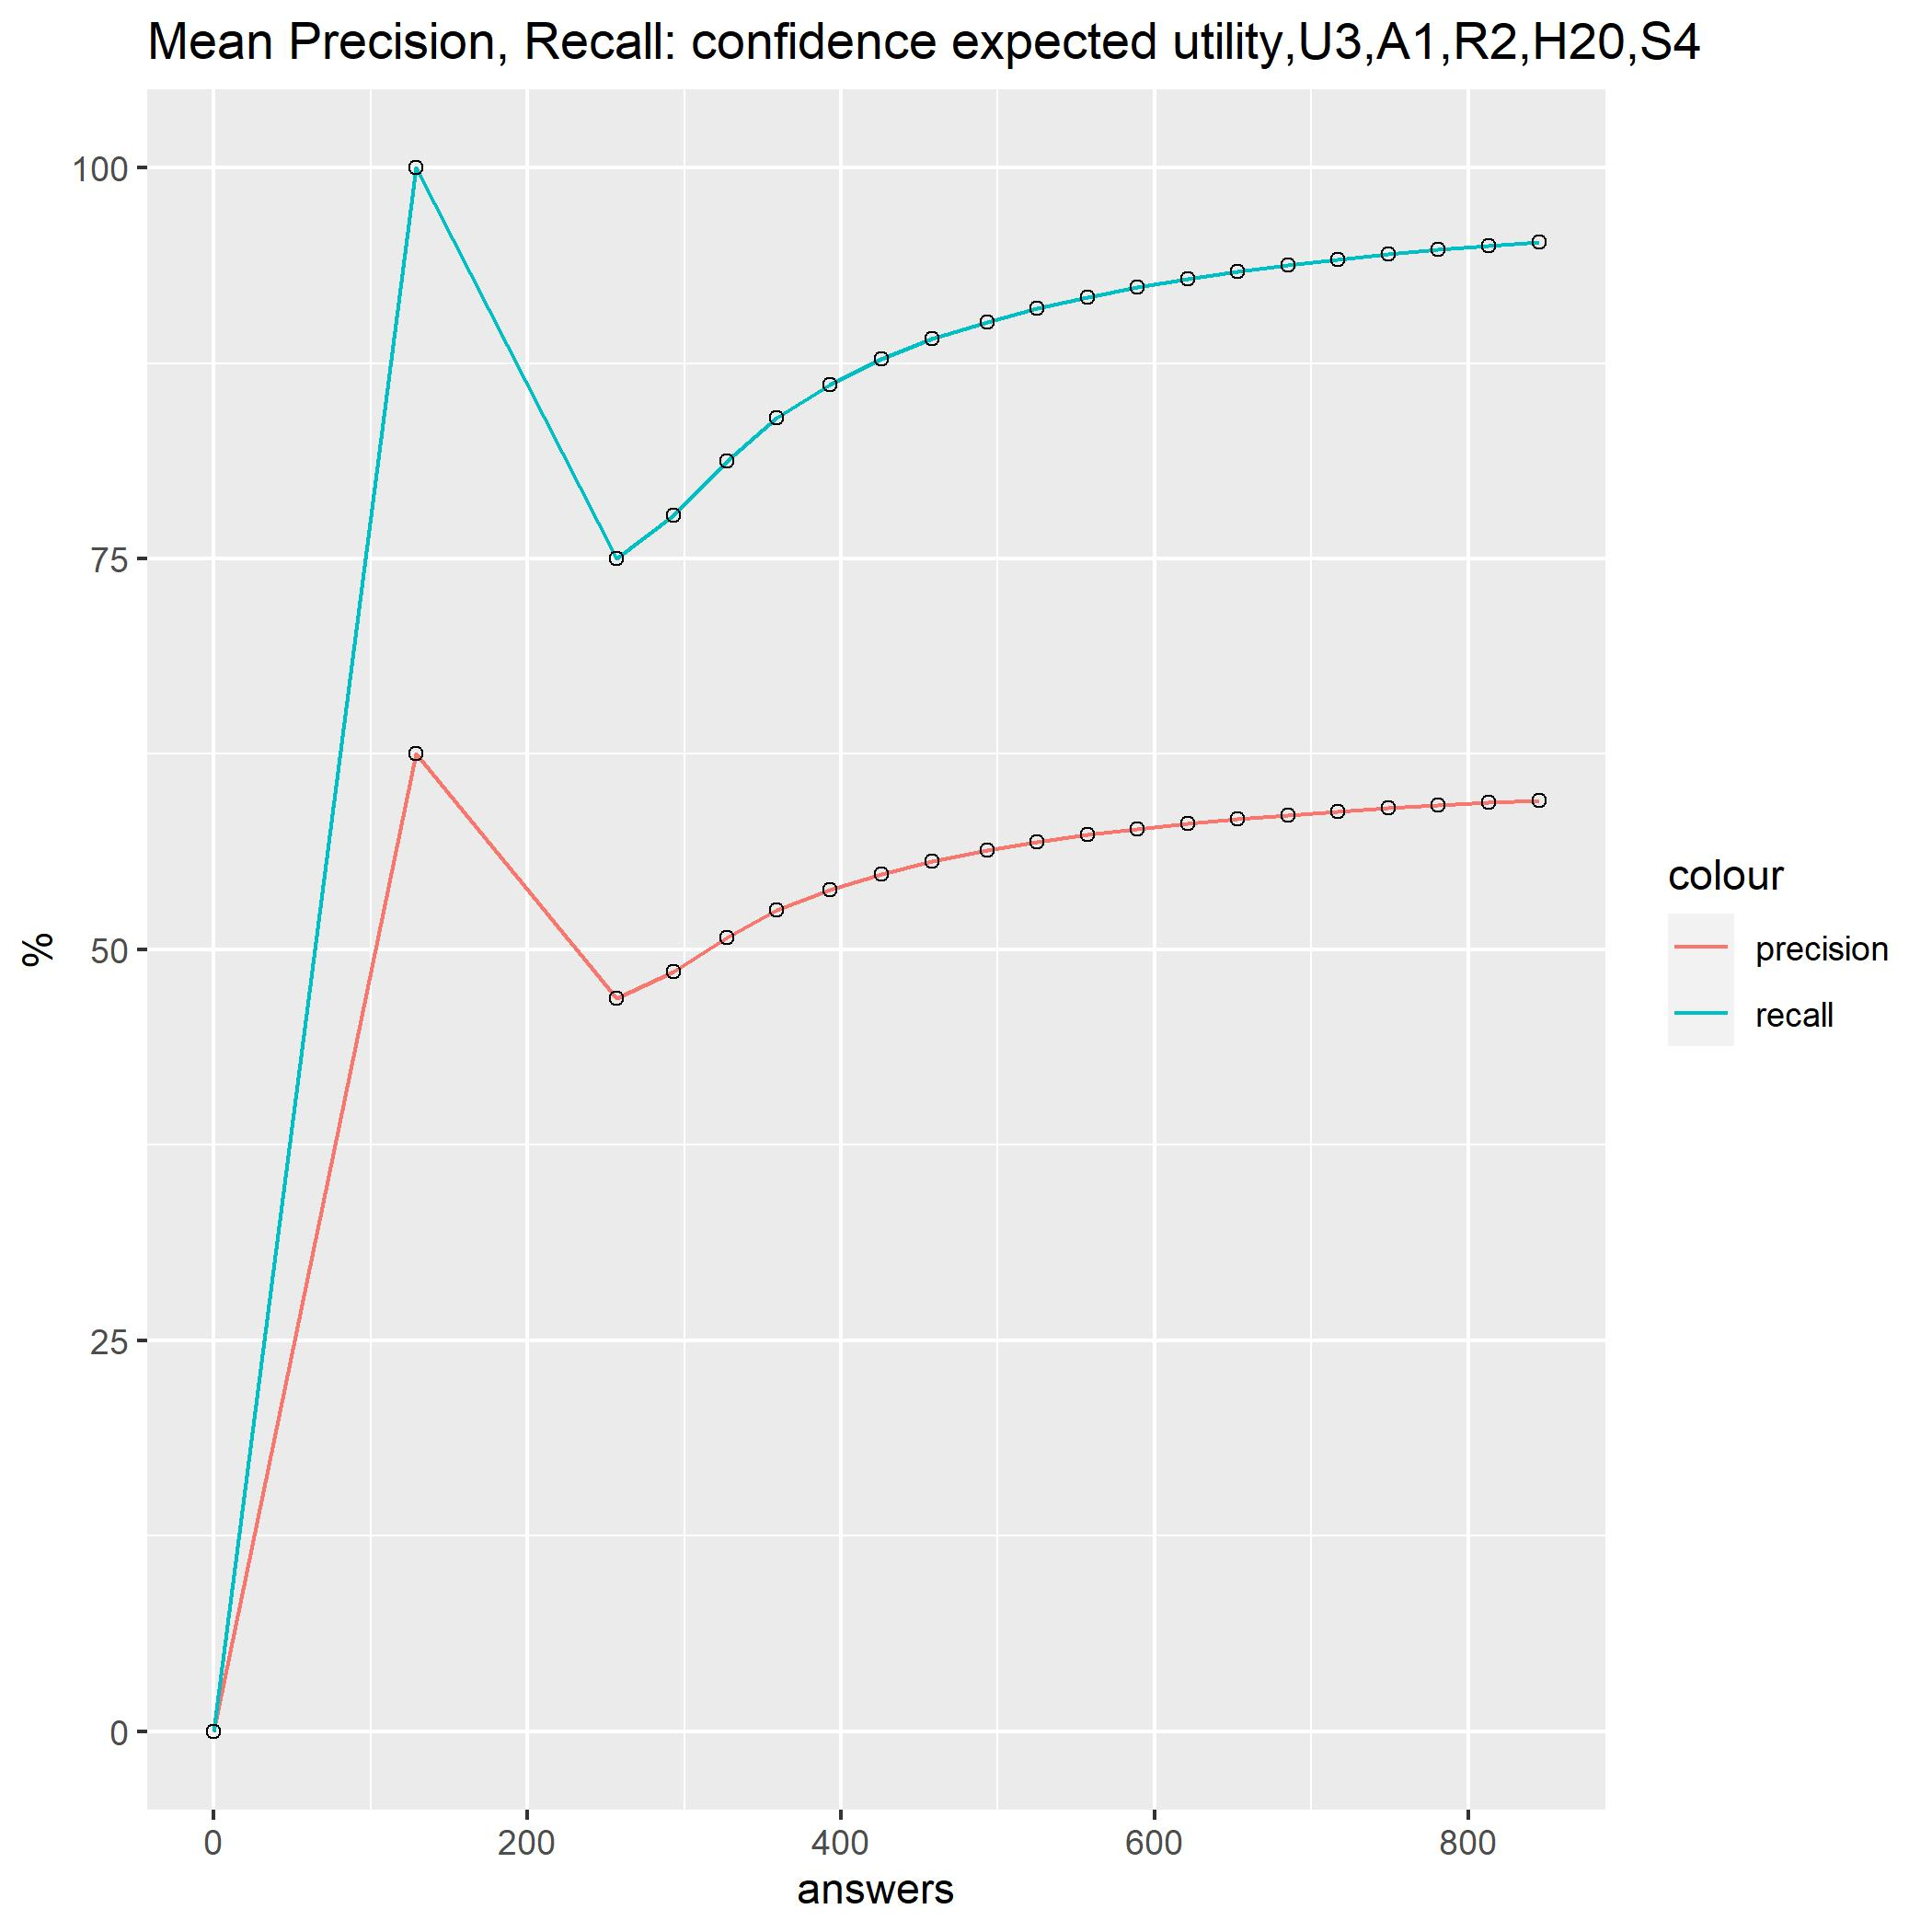 Mean Precision, Recall: confidence expected utility,U3,A1,R2,H20,S4
100
75
50
25
0
%
0 200 400 600 800
answers
colour
precision
recall